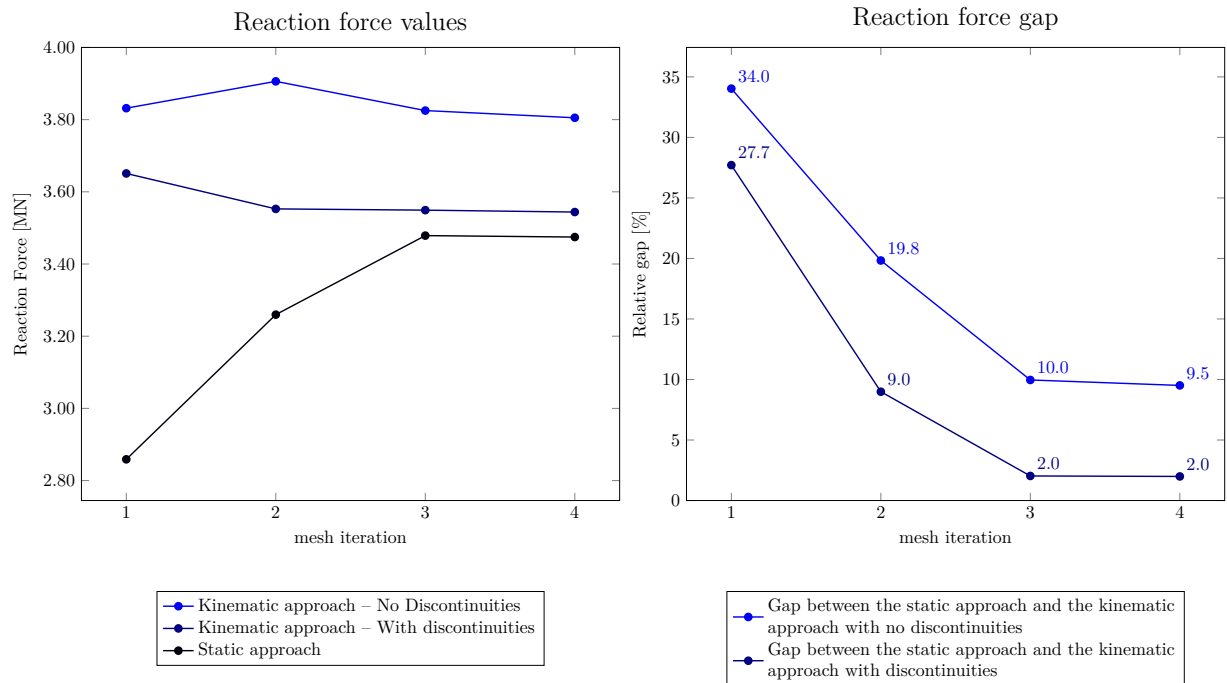 Reaction force values
4.00
3.80
3.60
3.40
3.20
3.00
2.80
Reaction Force [MN]
1 2 3 4
mesh iteration
Kinematic approach – No Discontinuities
Kinematic approach – With discontinuities
Static approach
Reaction force gap
35
30
25
20
15
10
5
0
Relative gap [%]
34.0
27.7
19.8
9.0
10.0
2.0
9.5
2.0
1 2 3 4
mesh iteration
Gap between the static approach and the kinematic
approach with no discontinuities
Gap between the static approach and the kinematic
approach with discontinuities